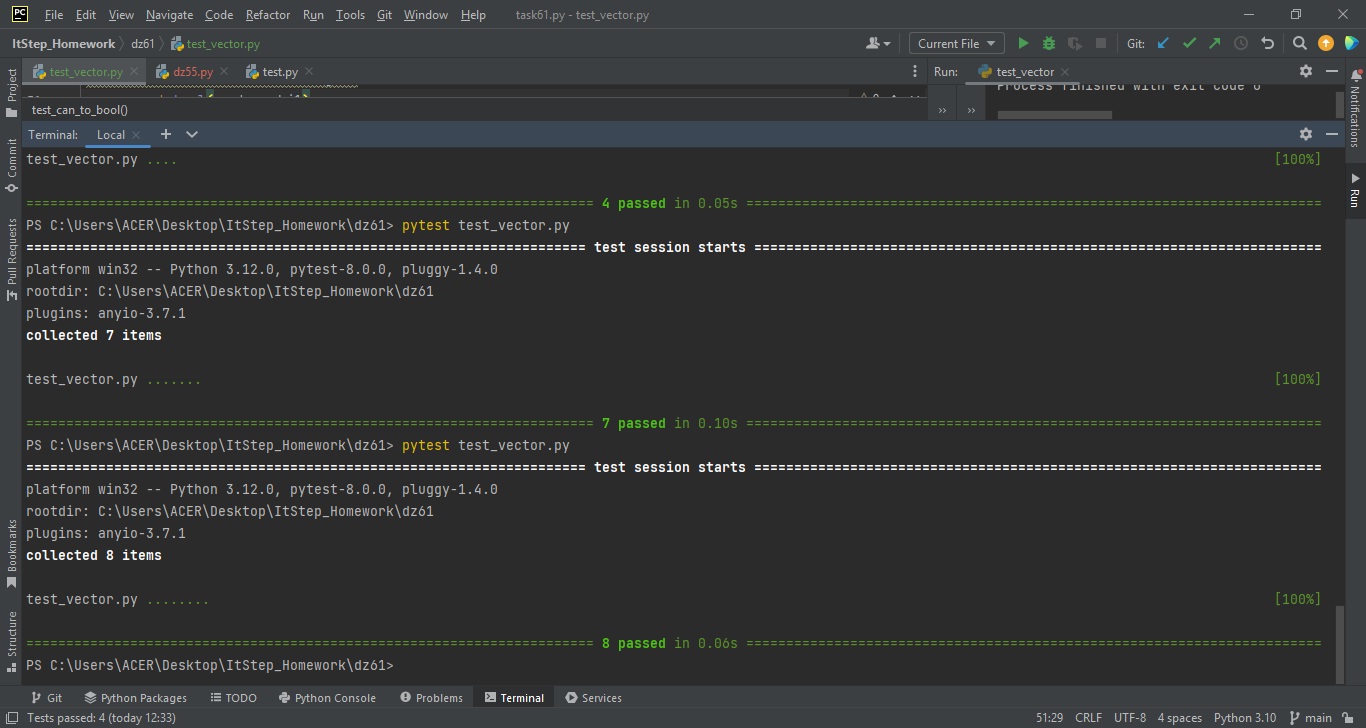 PC File Edit View Navigate Code Refactor Run Tools Git Window Help task61.py - test_vector.py
ItStep_Homework dz61 test_vector.py Current File Git:
Project test_vector.py dz55.py test.py Run: test_vector
Process finished with exit code 0
test_can_to_bool() >> >>
Terminal: Local
Notifications
Run
Commit
Pull Requests
Bookmarks
Structure
test_vector.py .... [100%]
======================================================================= 4 passed in 0.05s ========================================================================
PS C:\Users\ACER\Desktop\ItStep_Homework\dz61> pytest test_vector.py
====================================================================== test session starts =======================================================================
platform win32 -- Python 3.12.0, pytest-8.0.0, pluggy-1.4.0
rootdir: C:\Users\ACER\Desktop\ItStep_Homework\dz61
plugins: anyio-3.7.1
collected 7 items
test_vector.py ....... [100%]
======================================================================= 7 passed in 0.10s ========================================================================
PS C:\Users\ACER\Desktop\ItStep_Homework\dz61> pytest test_vector.py
====================================================================== test session starts =======================================================================
platform win32 -- Python 3.12.0, pytest-8.0.0, pluggy-1.4.0
rootdir: C:\Users\ACER\Desktop\ItStep_Homework\dz61
plugins: anyio-3.7.1
collected 8 items
test_vector.py ........ [100%]
======================================================================= 8 passed in 0.06s ========================================================================
PS C:\Users\ACER\Desktop\ItStep_Homework\dz61>
Git Python Packages TODO Python Console Problems Terminal Services
Tests passed: 4 (today 12:33) 51:29 CRLF UTF-8 4 spaces Python 3.10 main